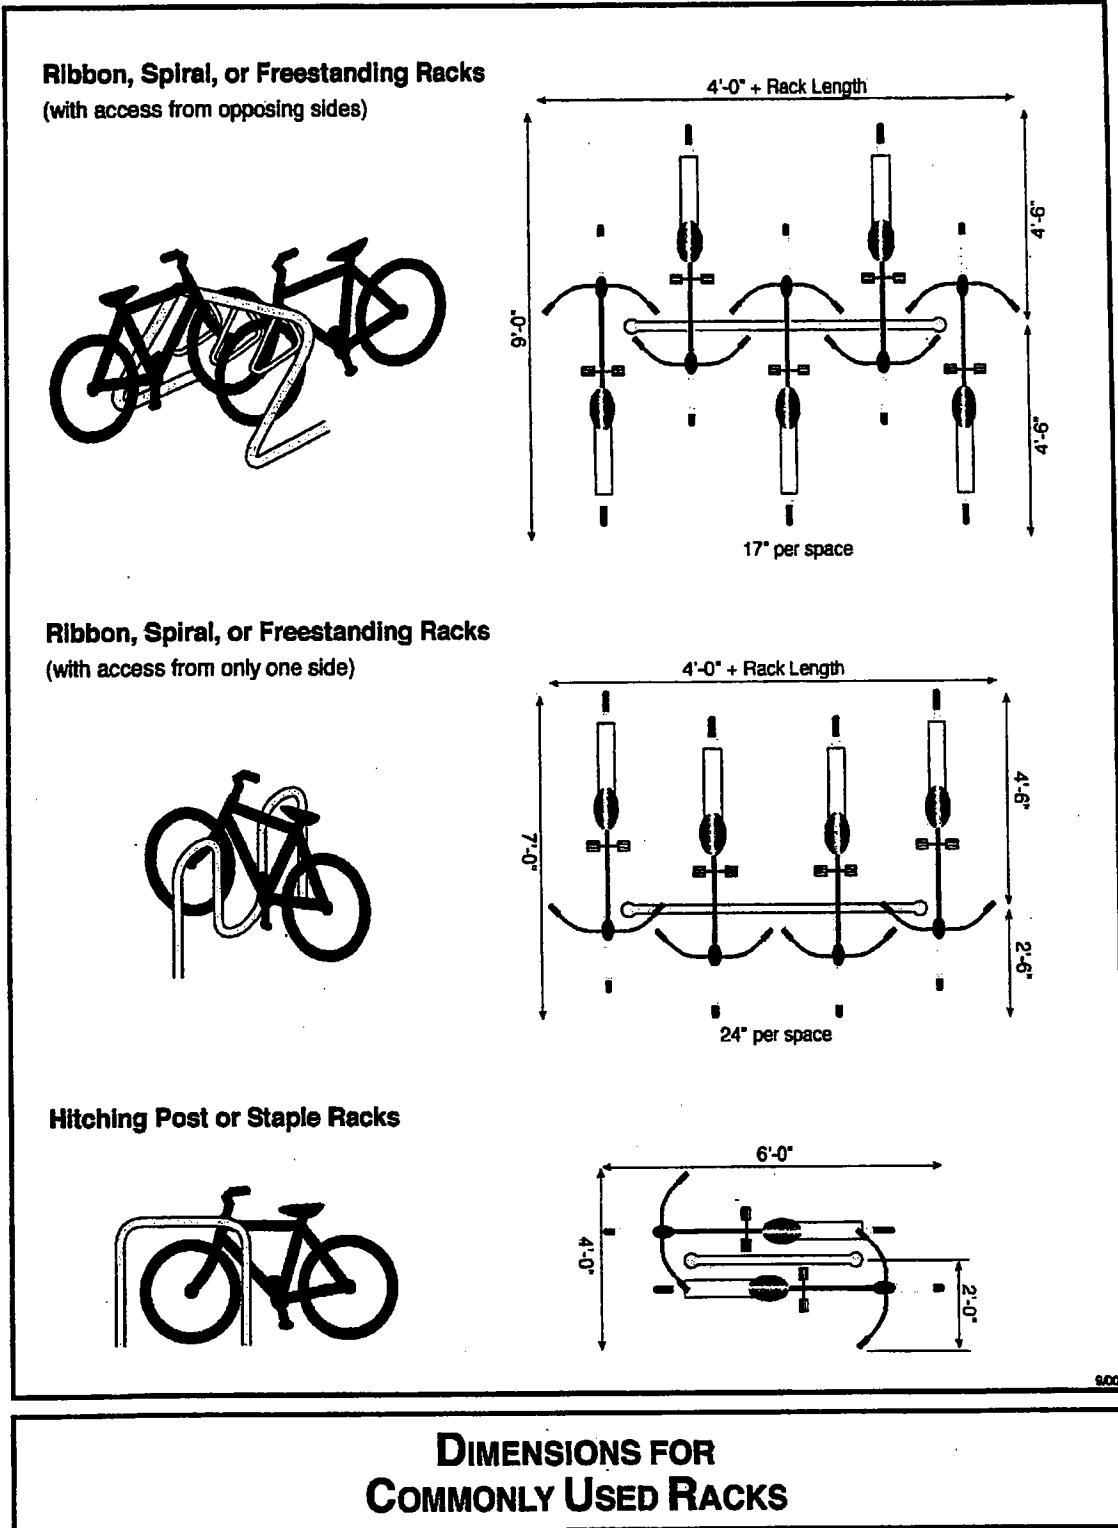 Ribbon, Spiral, or Freestanding Racks
(with access from opposing sides)
4'-0" + Rack Length
9'-0"
4'-6"
4'-6"
17" per space
Ribbon, Spiral, or Freestanding Racks
(with access from only one side)
4'-0" + Rack Length
7'-0"
4'-6"
2'-6"
24" per space
Hitching Post or Staple Racks
6'-0"
4'-0"
2'-0"
9/00
DIMENSIONS FOR
COMMONLY USED RACKS